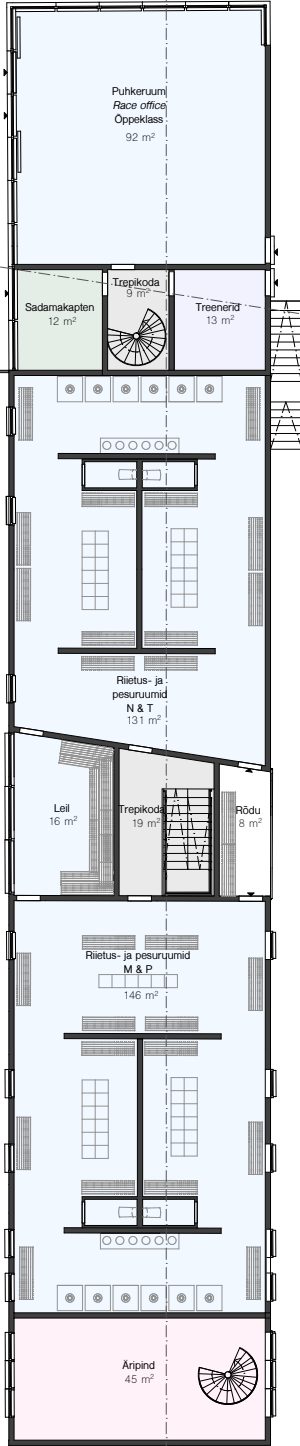 Puhkeruum
Race office
Õppeklass
92 m²
Trepikoda
9 m²
Sadamakapten
12 m²
Treenerid
13 m²
Riietus- ja
pesuruumid
N & T
131 m²
Leil
16 m²
Trepikoda
19 m²
Rõdu
8 m²
Riietus- ja pesuruumid
M & P
146 m²
Äripind
45 m²